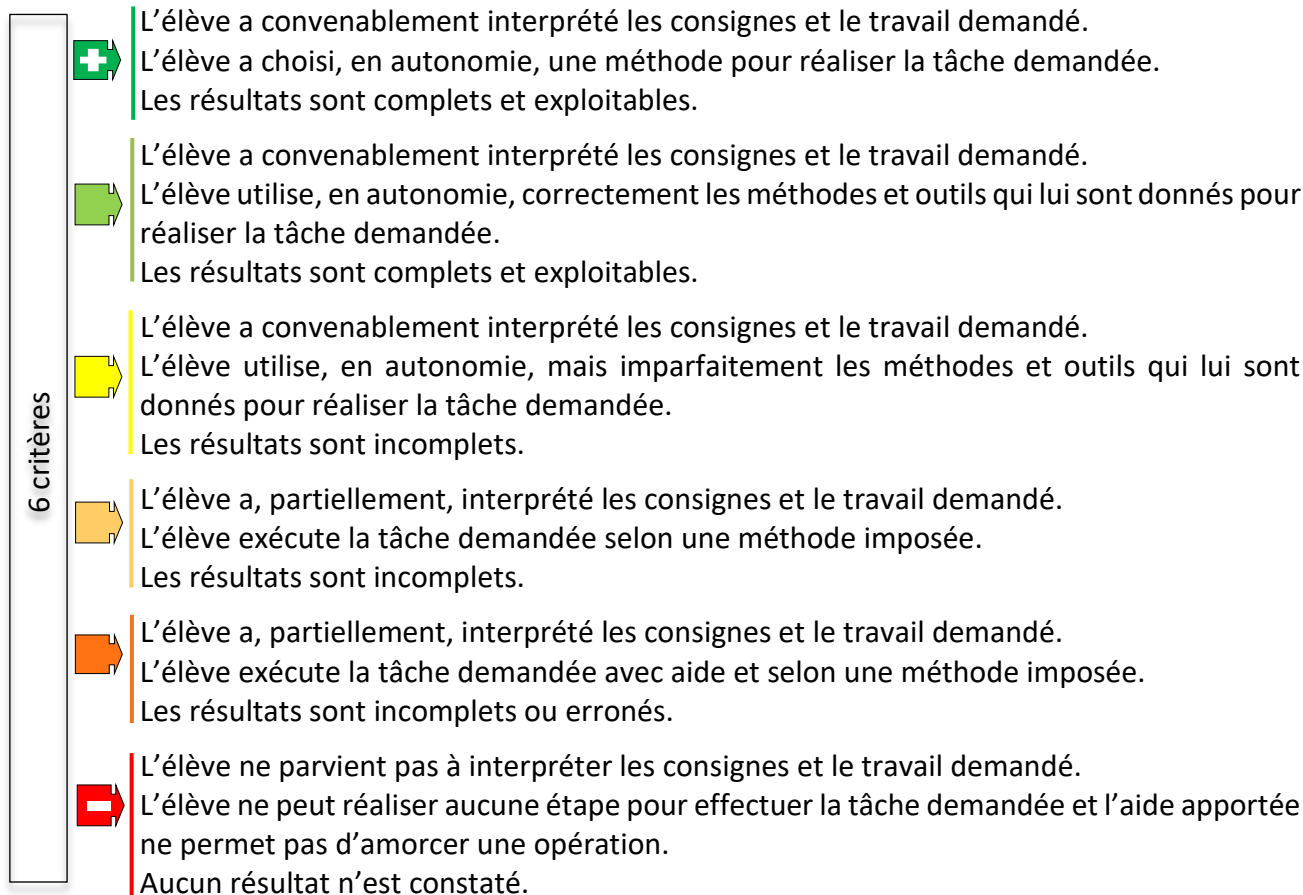 6 critères
L’élève a convenablement interprété les consignes et le travail demandé.
L’élève a choisi, en autonomie, une méthode pour réaliser la tâche demandée.
Les résultats sont complets et exploitables.
L’élève a convenablement interprété les consignes et le travail demandé.
L’élève utilise, en autonomie, correctement les méthodes et outils qui lui sont donnés pour
réaliser la tâche demandée.
Les résultats sont complets et exploitables.
L’élève a convenablement interprété les consignes et le travail demandé.
L’élève utilise, en autonomie, mais imparfaitement les méthodes et outils qui lui sont
donnés pour réaliser la tâche demandée.
Les résultats sont incomplets.
L’élève a, partiellement, interprété les consignes et le travail demandé.
L’élève exécute la tâche demandée selon une méthode imposée.
Les résultats sont incomplets.
L’élève a, partiellement, interprété les consignes et le travail demandé.
L’élève exécute la tâche demandée avec aide et selon une méthode imposée.
Les résultats sont incomplets ou erronés.
L’élève ne parvient pas à interpréter les consignes et le travail demandé.
L’élève ne peut réaliser aucune étape pour effectuer la tâche demandée et l’aide apportée
ne permet pas d’amorcer une opération.
Aucun résultat n’est constaté.